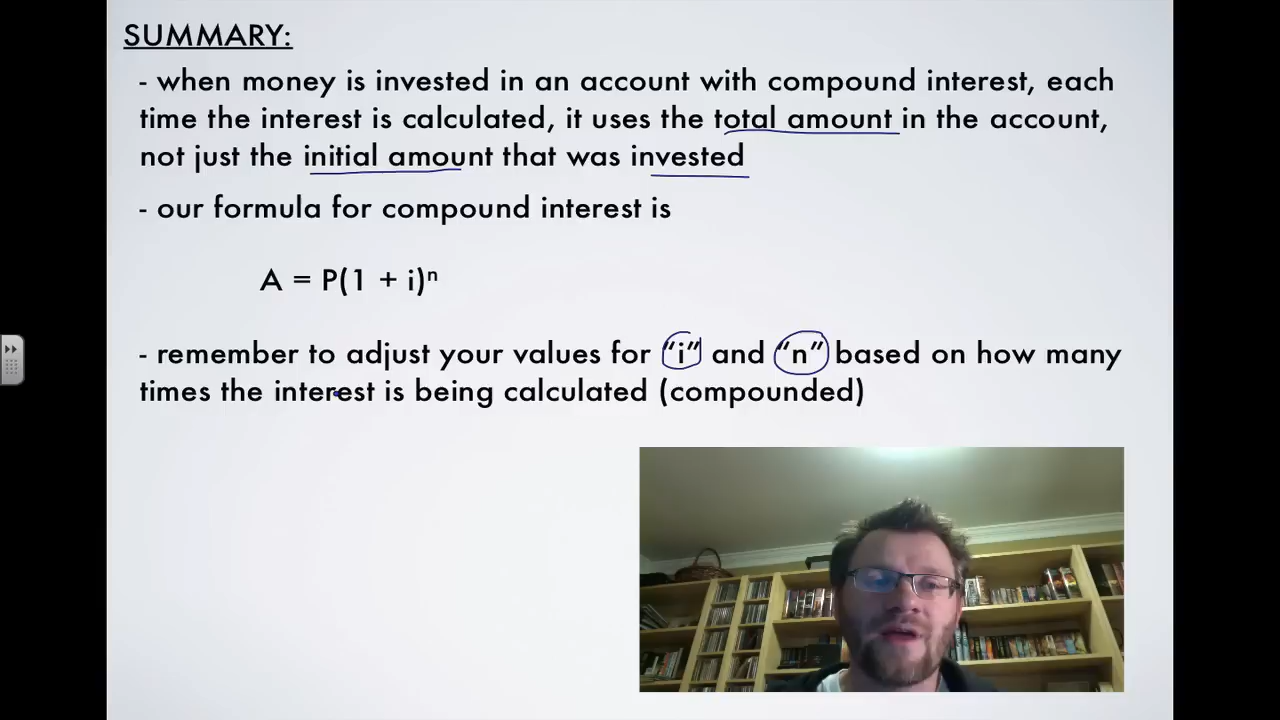 SUMMARY:
- when money is invested in an account with compound interest, each
time the interest is calculated, it uses the total amount in the account,
not just the initial amount that was invested
- our formula for compound interest is
A = P(1 + i)ⁿ
- remember to adjust your values for “i” and “n” based on how many
times the interest is being calculated (compounded)